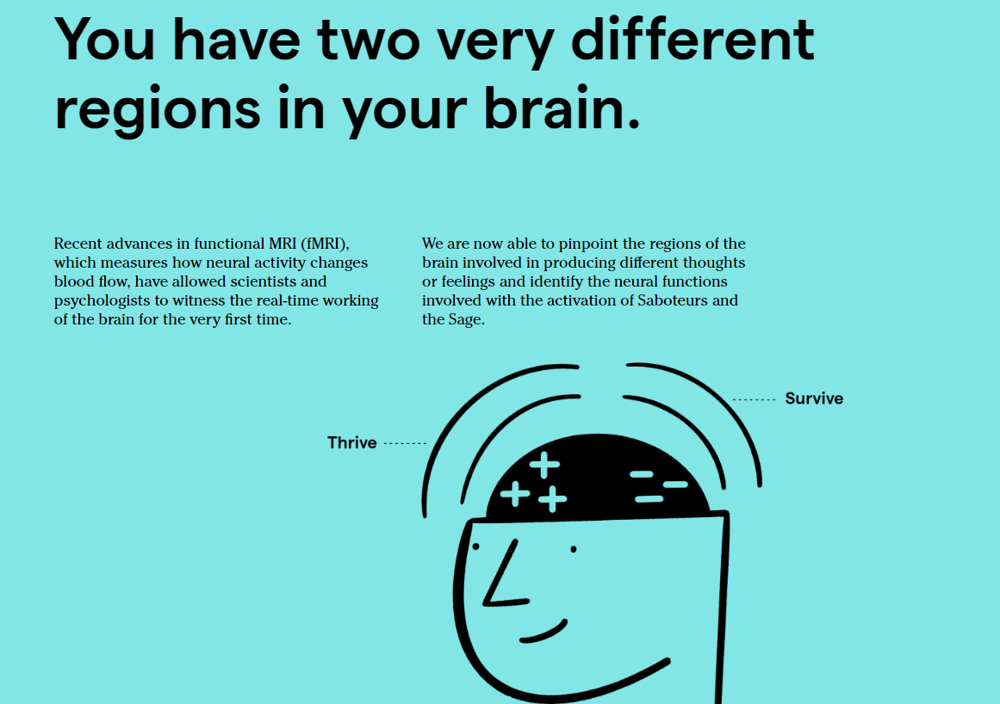 You have two very different
regions in your brain.
Recent advances in functional MRI (fMRI),
which measures how neural activity changes
blood flow, have allowed scientists and
psychologists to witness the real-time working
of the brain for the very first time.
We are now able to pinpoint the regions of the
brain involved in producing different thoughts
or feelings and identify the neural functions
involved with the activation of Saboteurs and
the Sage.
Survive
Thrive